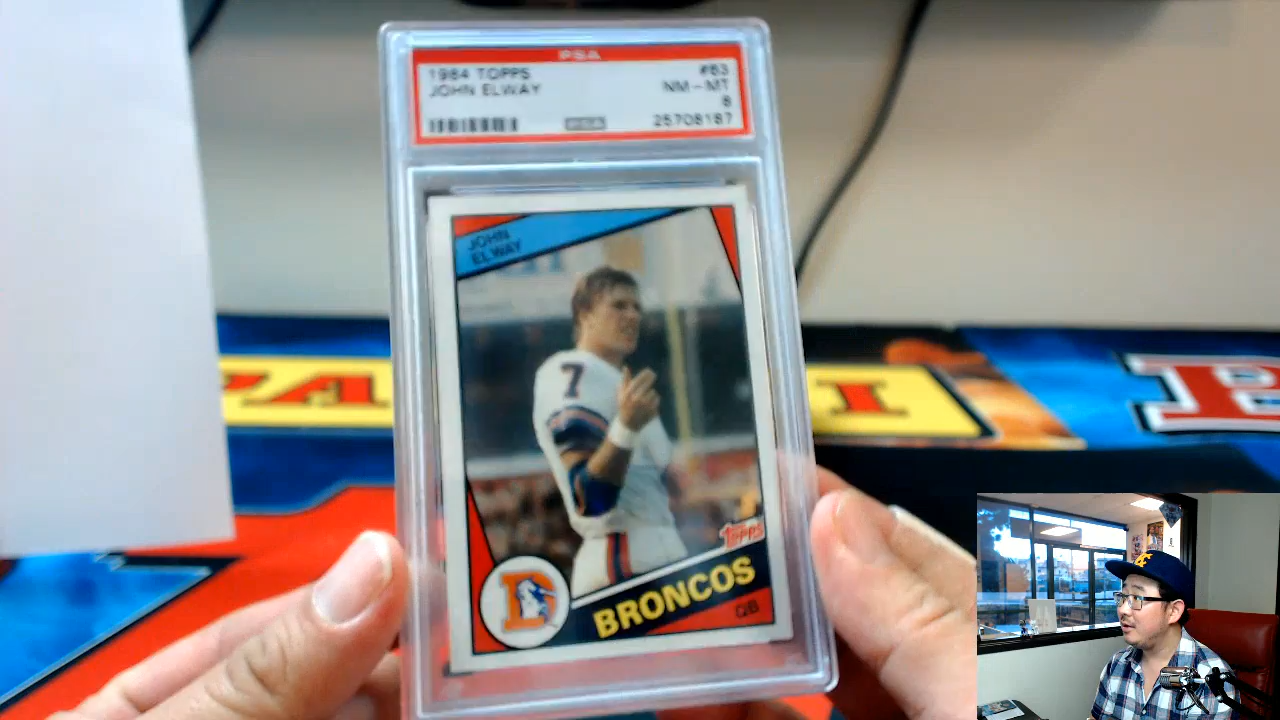 PSA
1984 TOPPS #63
JOHN ELWAY NM-MT
8
PSA 25708187
JOHN
ELWAY
7
TOPPS
D
BRONCOS
QB